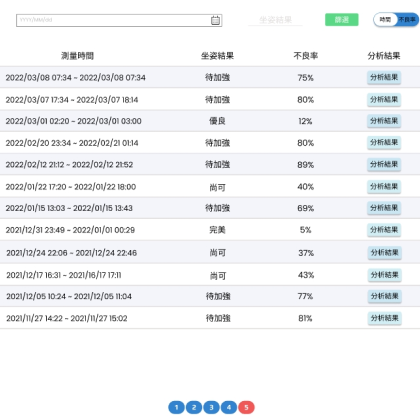 YYYY/MM/DD 坐姿結果 篩選 時間 不良率
測量時間 坐姿結果 不良率 分析結果
2022/03/08 07:34 ~ 2022/03/08 07:34 待加強 75% 分析結果
2022/03/07 17:34 ~ 2022/03/07 18:14 待加強 80% 分析結果
2022/03/01 02:20 ~ 2022/03/01 03:00 優良 12% 分析結果
2022/02/20 23:34 ~ 2022/02/21 01:14 待加強 80% 分析結果
2022/02/12 21:12 ~ 2022/02/12 21:52 待加強 89% 分析結果
2022/01/22 17:20 ~ 2022/01/22 18:00 尚可 40% 分析結果
2022/01/15 13:03 ~ 2022/01/15 13:43 待加強 69% 分析結果
2021/12/31 23:49 ~ 2022/01/01 00:29 完美 5% 分析結果
2021/12/24 22:06 ~ 2021/12/24 22:46 尚可 37% 分析結果
2021/12/17 16:31 ~ 2021/16/17 17:11 尚可 43% 分析結果
2021/12/05 10:24 ~ 2021/12/05 11:04 待加強 77% 分析結果
2021/11/27 14:22 ~ 2021/11/27 15:02 待加強 81% 分析結果
1 2 3 4 5